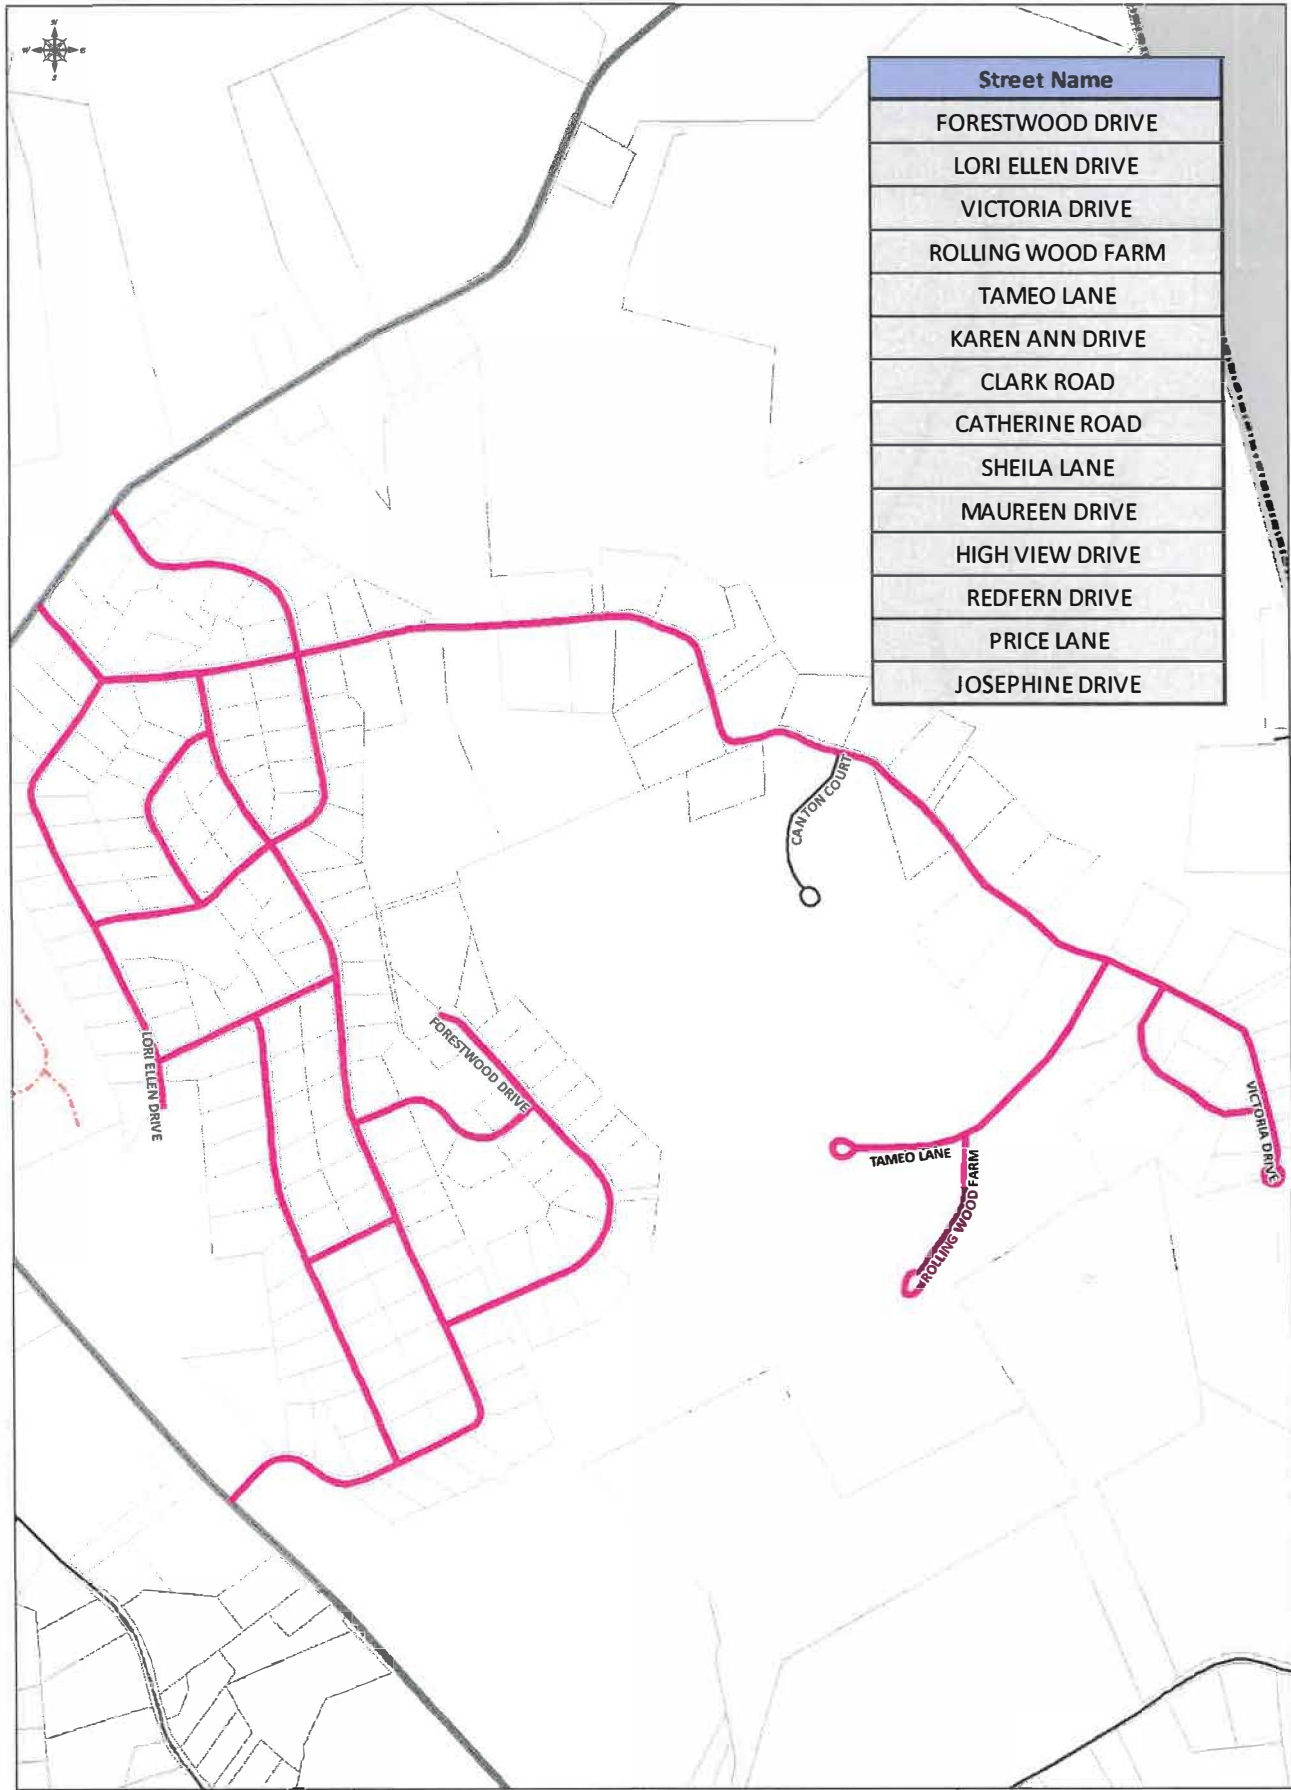 N
W E
S
Street Name
FORESTWOOD DRIVE
LORI ELLEN DRIVE
VICTORIA DRIVE
ROLLING WOOD FARM
TAMEO LANE
KAREN ANN DRIVE
CLARK ROAD
CATHERINE ROAD
SHEILA LANE
MAUREEN DRIVE
HIGH VIEW DRIVE
REDFERN DRIVE
PRICE LANE
JOSEPHINE DRIVE
CANTON COURT
FORESTWOOD DRIVE
LORI ELLEN DRIVE
VICTORIA DRIVE
TAMEO LANE
ROLLING WOOD FARM